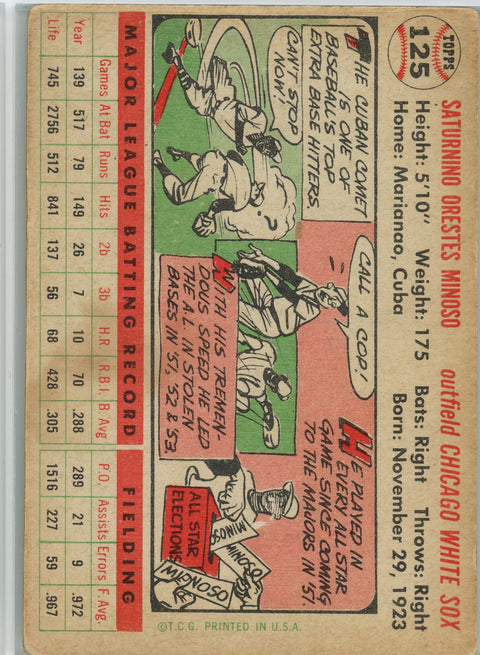 TOPPS
125
SATURNINO ORESTES MINOSO outfield CHICAGO WHITE SOX
Height: 5'10" Weight: 175 Bats: Right Throws: Right
Home: Marianao, Cuba Born: November 29, 1923
THE CUBAN COMET
IS ONE OF
BASEBALL'S TOP
EXTRA BASE HITTERS.
CAN'T STOP
NOW!
CALL A COP!
WITH HIS TREMEN-
DOUS SPEED HE LED
THE A.L. IN STOLEN
BASES IN '51, '52 & '53
HE PLAYED IN
EVERY ALL STAR
GAME SINCE COMING
TO THE MAJORS IN '51.
ALL STAR
ELECTIONS
MINOSO
MINOSO
MINOSO
MINOSO
©T.C.G. PRINTED IN U.S.A.
MAJOR LEAGUE BATTING RECORD FIELDING
Games At Bat Runs Hits 2b 3b H.R. R.B.I. B Avg P.O. Assists Errors F. Avg.
Year 139 517 79 149 26 7 10 70 .288 289 21 9 .972
Life 745 2756 512 841 137 56 68 428 .305 1516 227 59 .967